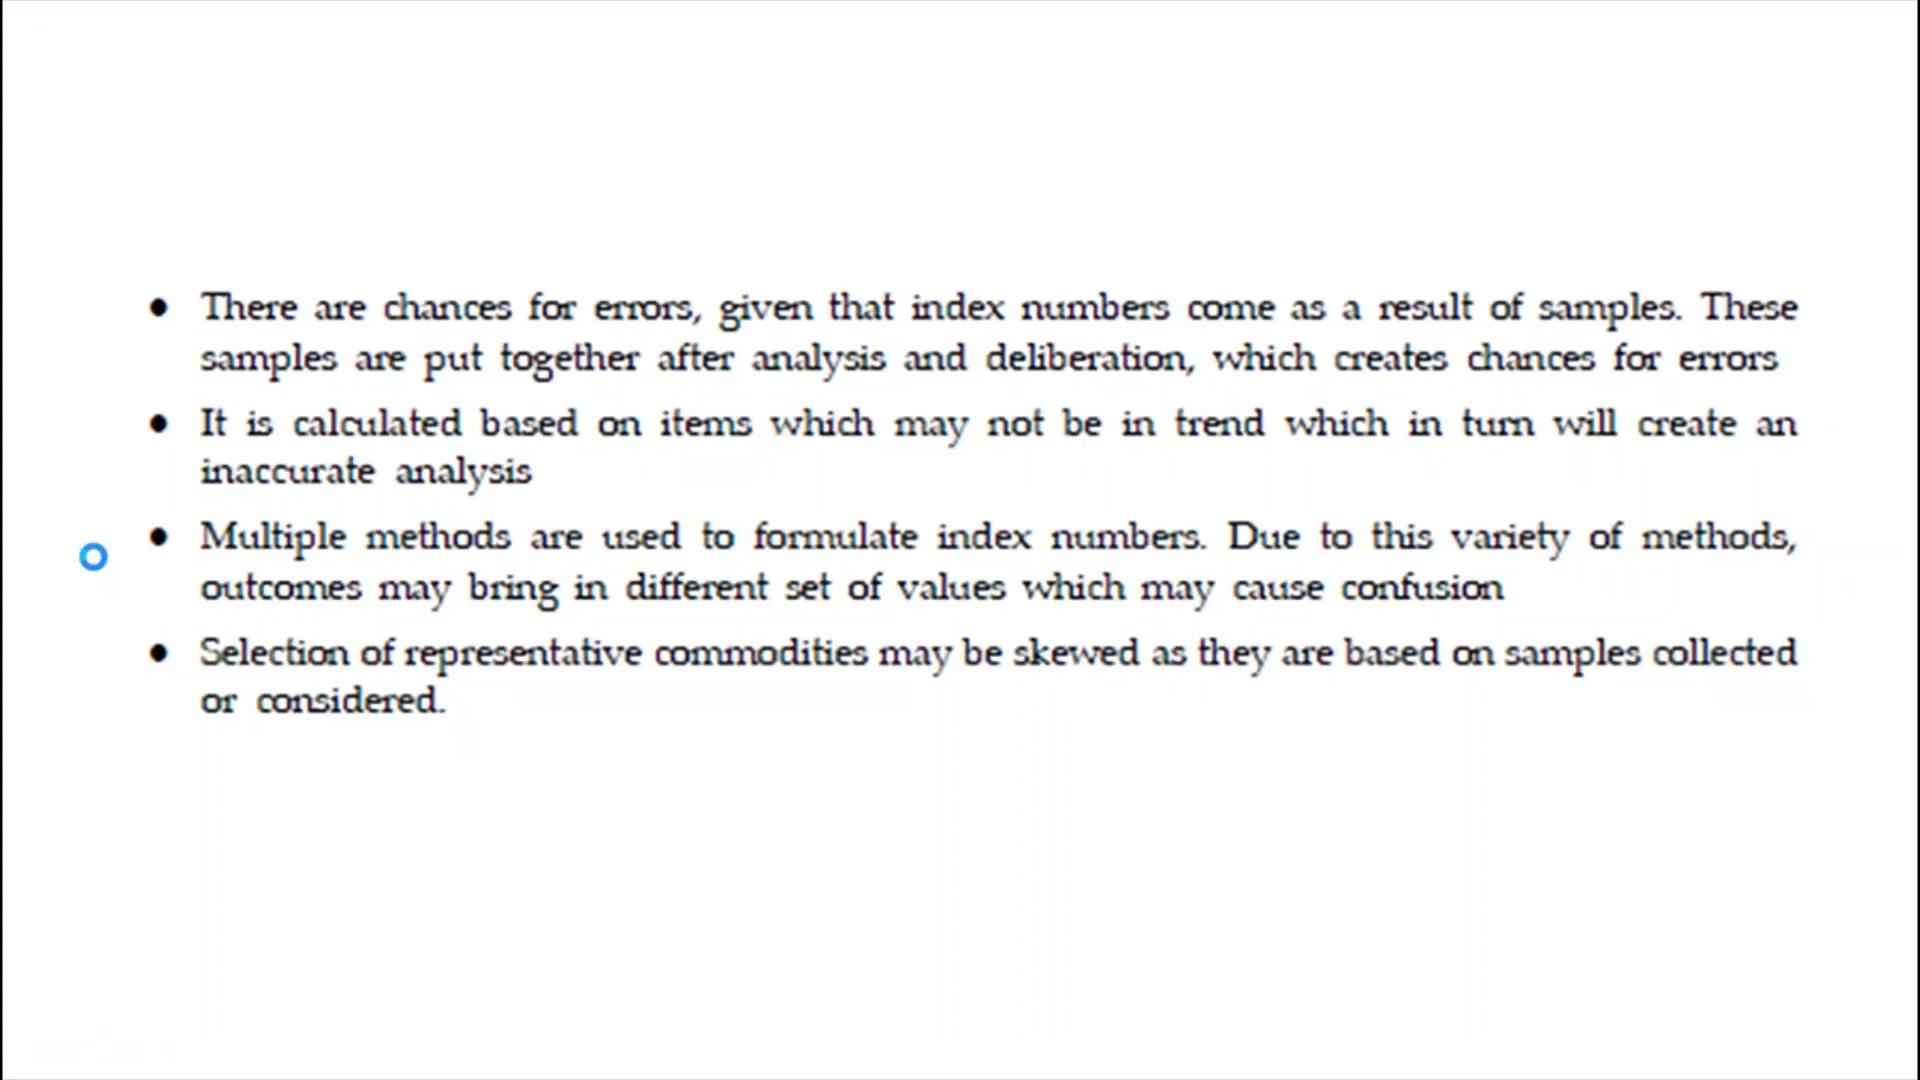 ● There are chances for errors, given that index numbers come as a result of samples. These
samples are put together after analysis and deliberation, which creates chances for errors
● It is calculated based on items which may not be in trend which in turn will create an
inaccurate analysis
● Multiple methods are used to formulate index numbers. Due to this variety of methods,
outcomes may bring in different set of values which may cause confusion
● Selection of representative commodities may be skewed as they are based on samples collected
or considered.